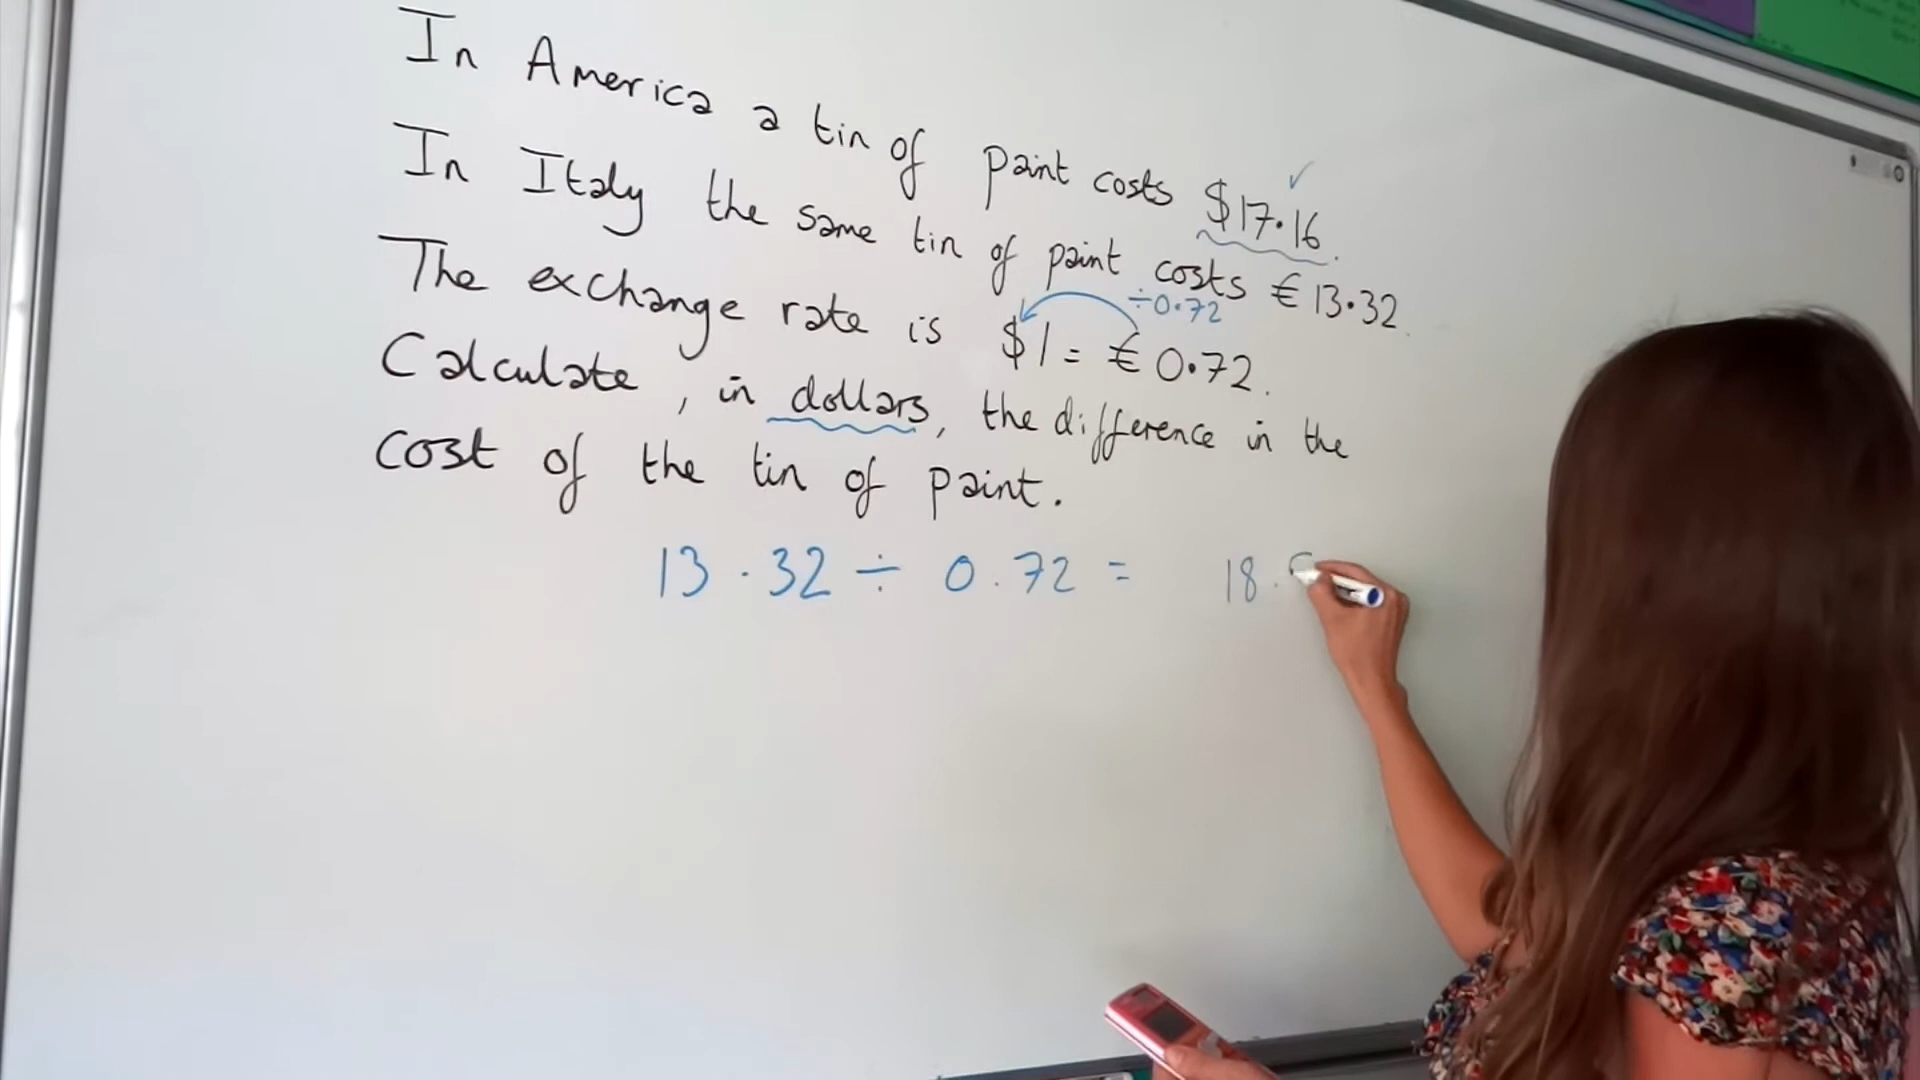 In America a tin of paint costs $17.16.
In Italy the same tin of paint costs €13.32.
÷0.72
The exchange rate is $1 = €0.72.
Calculate, in dollars, the difference in the
cost of the tin of paint.
13.32 ÷ 0.72 = 18.